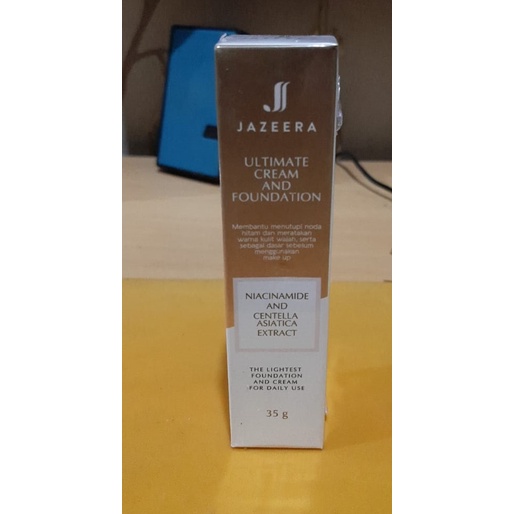 JAZEERA
ULTIMATE
CREAM
AND
FOUNDATION
Membantu menutupi noda
hitam dan meratakan
warna kulit wajah, serta
sebagai dasar sebelum
menggunakan
make up
NIACINAMIDE
AND
CENTELLA
ASIATICA
EXTRACT
THE LIGHTEST
FOUNDATION
AND CREAM
FOR DAILY USE
35 g